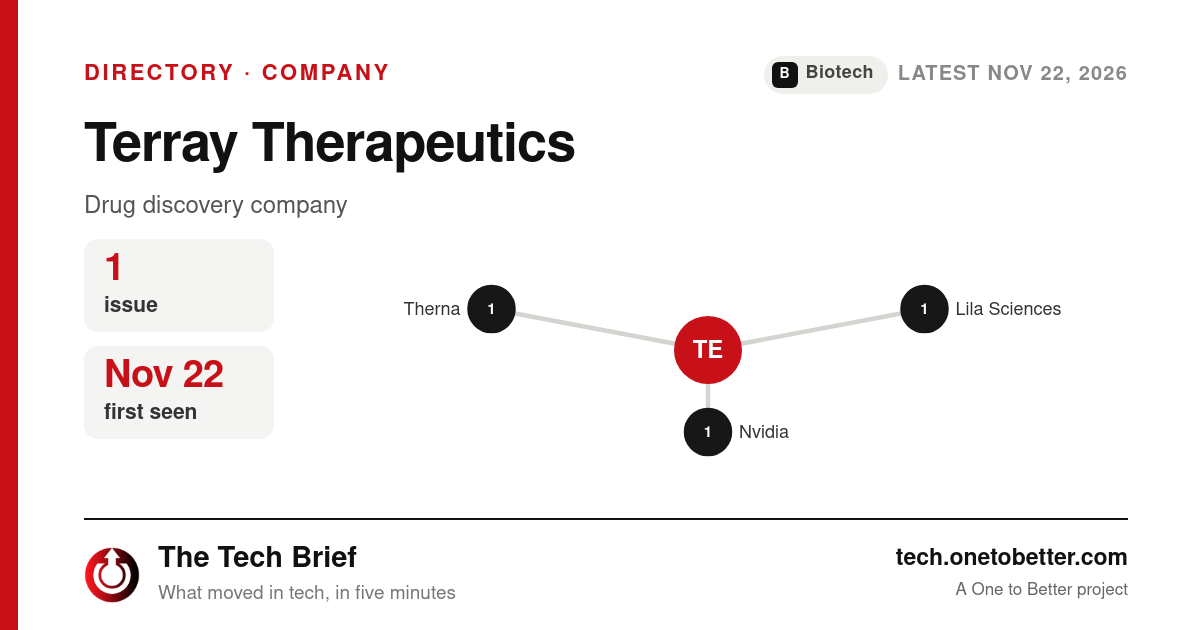 DIRECTORY · COMPANY
B Biotech LATEST NOV 22, 2026
Terray Therapeutics
Drug discovery company
1
issue
Nov 22
first seen
Therna 1
TE
1 Lila Sciences
1 Nvidia
The Tech Brief
What moved in tech, in five minutes
tech.onetobetter.com
A One to Better project